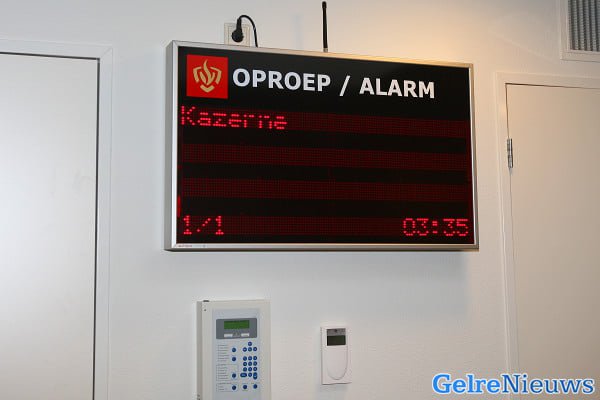 OPROEP / ALARM
Kazerne
1/1 03:35
GelreNieuws